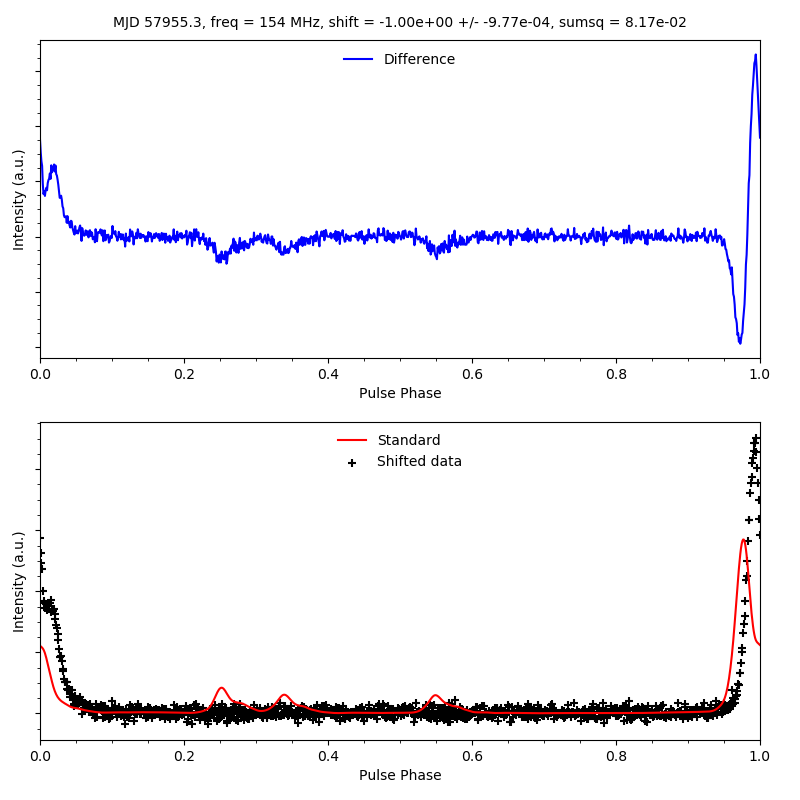 MJD 57955.3, freq = 154 MHz, shift = -1.00e+00 +/- -9.77e-04, sumsq = 8.17e-02
Difference
Intensity (a.u.)
0.0 0.2 0.4 0.6 0.8 1.0
Pulse Phase
Standard
Shifted data
Intensity (a.u.)
0.0 0.2 0.4 0.6 0.8 1.0
Pulse Phase